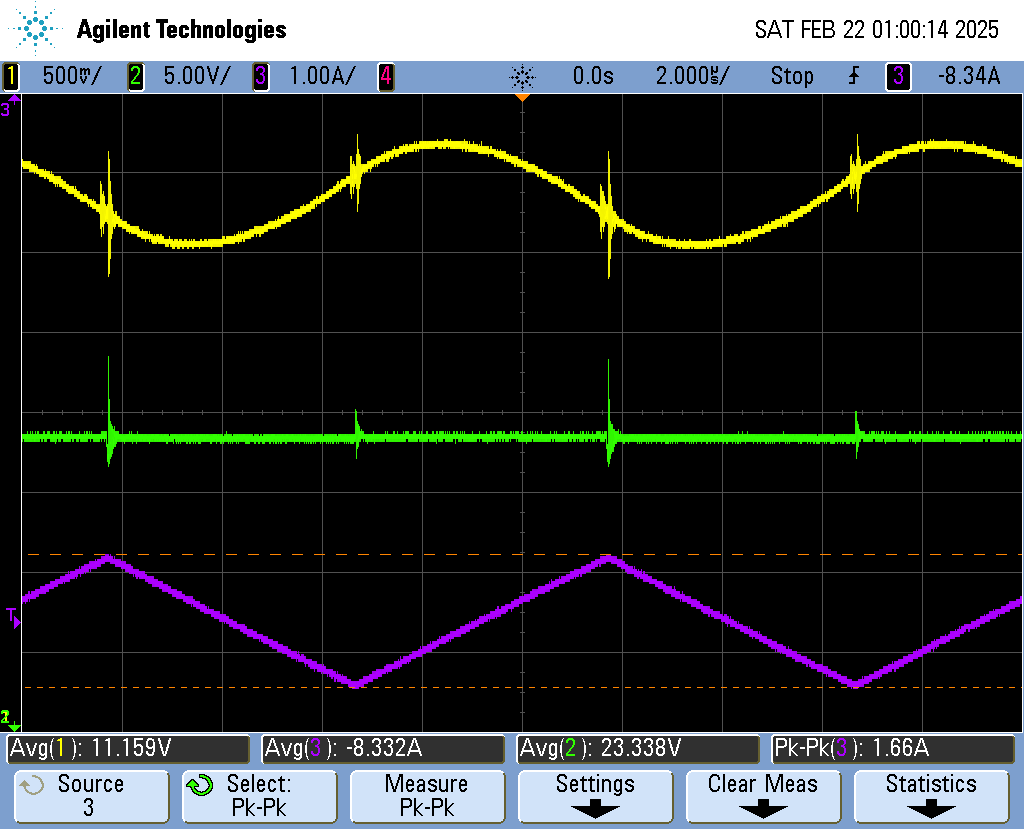 Agilent Technologies
SAT FEB 22 01:00:14 2025
1 500mV/ 2 5.00V/ 3 1.00A/ 4 0.0s 2.000us/ Stop 3 -8.34A
3
T
2
Avg(1): 11.159V Avg(3): -8.332A Avg(2): 23.338V Pk-Pk(3): 1.66A
Source Select: Measure Settings Clear Meas Statistics
3 Pk-Pk Pk-Pk